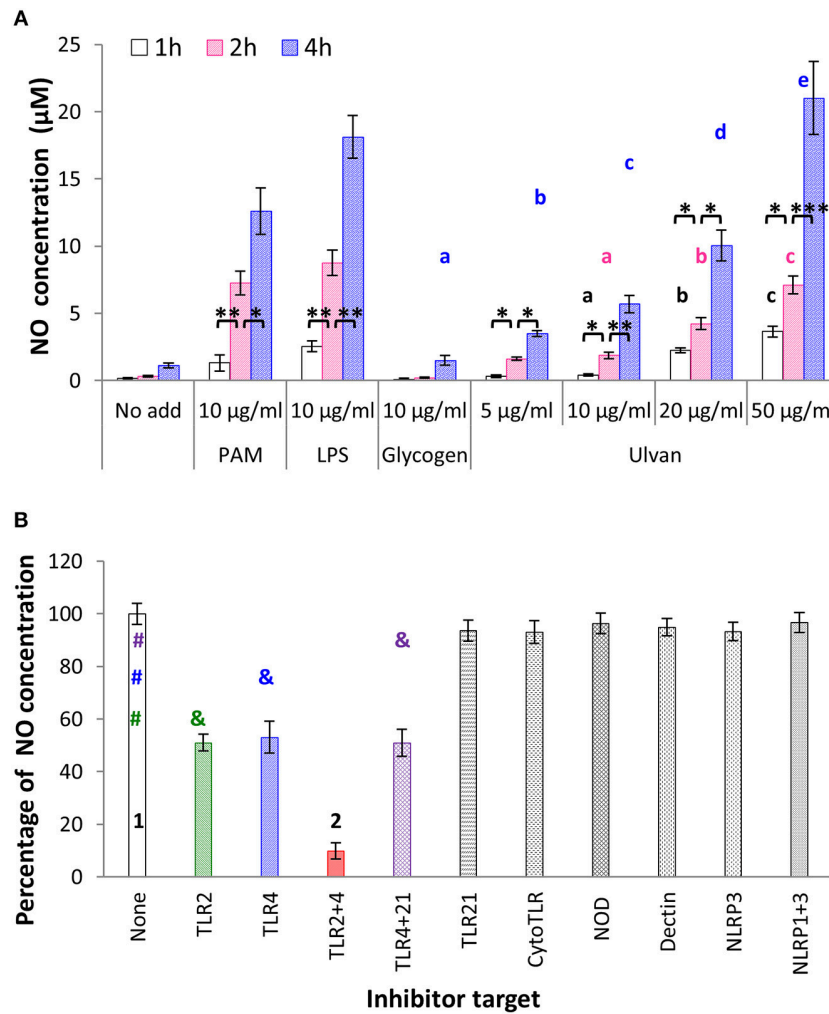 A
1h 2h 4h
NO concentration (µM)
25
20
15
10
5
0
a b c d e
a b c
a b c
** * ** ** * * * ** * * * ***
No add 10 µg/ml 10 µg/ml 10 µg/ml 5 µg/ml 10 µg/ml 20 µg/ml 50 µg/m
PAM LPS Glycogen Ulvan
B
Percentage of NO concentration
120
100
80
60
40
20
0
# &
# &
# &
1 2
None TLR2 TLR4 TLR2+4 TLR4+21 TLR21 CytoTLR NOD Dectin NLRP3 NLRP1+3
Inhibitor target